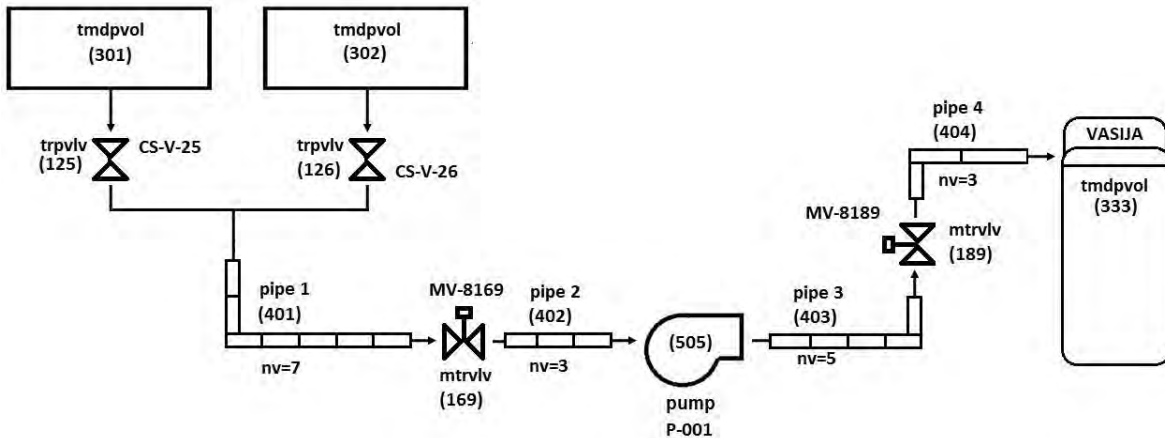 tmdpvol
(301)
tmdpvol
(302)
trpvlv
(125)
CS-V-25
trpvlv
(126)
CS-V-26
pipe 1
(401)
nv=7
MV-8169
mtrvlv
(169)
pipe 2
(402)
nv=3
(505)
pump
P-001
pipe 3
(403)
nv=5
MV-8189
mtrvlv
(189)
pipe 4
(404)
nv=3
VASIJA
tmdpvol
(333)